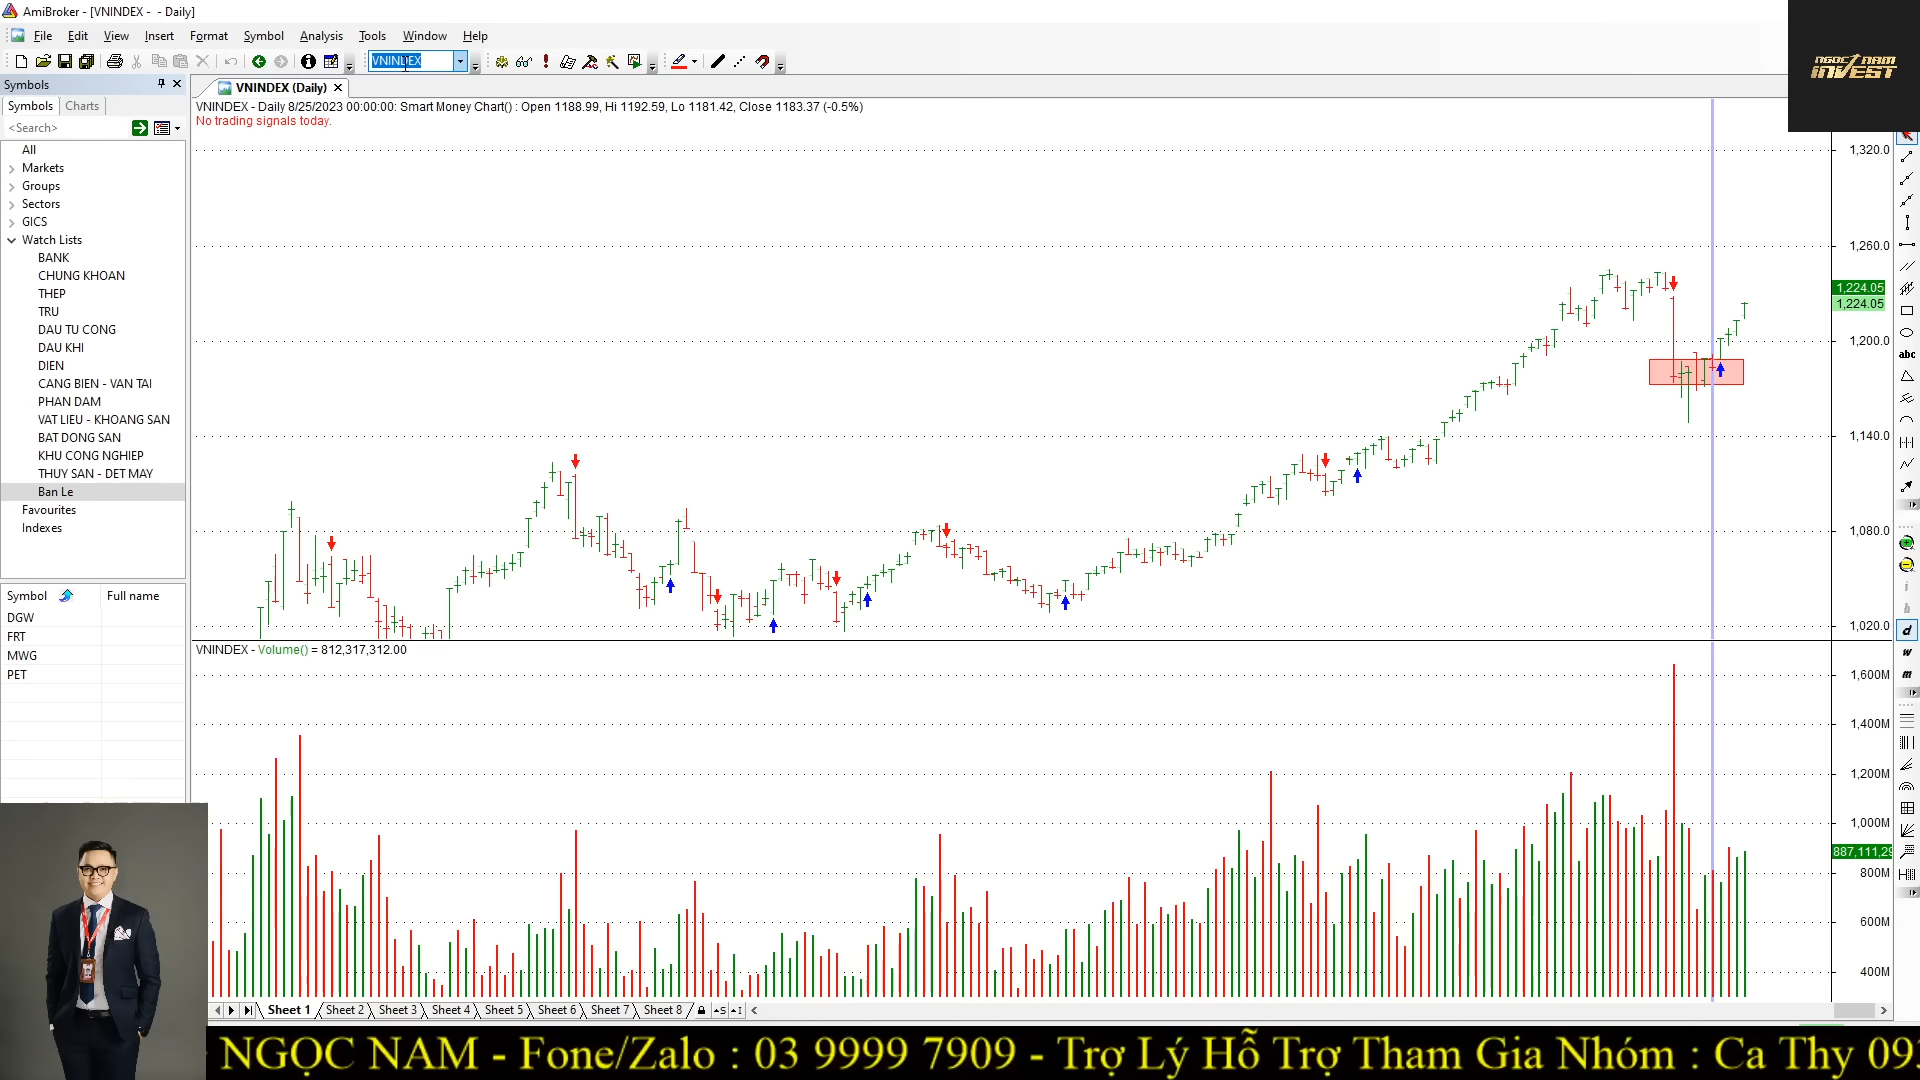 AmiBroker - [VNINDEX - - Daily]
File Edit View Insert Format Symbol Analysis Tools Window Help
VNINDEX
NGOC NAM
INVEST
Symbols
Symbols Charts
<Search>
All
Markets
Groups
Sectors
GICS
Watch Lists
BANK
CHUNG KHOAN
THEP
TRU
DAU TU CONG
DAU KHI
DIEN
CANG BIEN - VAN TAI
PHAN DAM
VAT LIEU - KHOANG SAN
BAT DONG SAN
KHU CONG NGHIEP
THUY SAN - DET MAY
Ban Le
Favourites
Indexes
Symbol Full name
DGW
FRT
MWG
PET
VNINDEX (Daily)
VNINDEX - Daily 8/25/2023 00:00:00: Smart Money Chart() : Open 1188.99, Hi 1192.59, Lo 1181.42, Close 1183.37 (-0.5%)
No trading signals today.
1,320.0
1,260.0
1,224.05
1,224.05
1,200.0
1,140.0
1,080.0
1,020.0
VNINDEX - Volume() = 812,317,312.00
1,600M
1,400M
1,200M
1,000M
887,111,29
800M
600M
400M
abc
d
w
m
Sheet 1 Sheet 2 Sheet 3 Sheet 4 Sheet 5 Sheet 6 Sheet 7 Sheet 8
NGỌC NAM - Fone/Zalo : 03 9999 7909 - Trợ Lý Hỗ Trợ Tham Gia Nhóm : Ca Thy 09